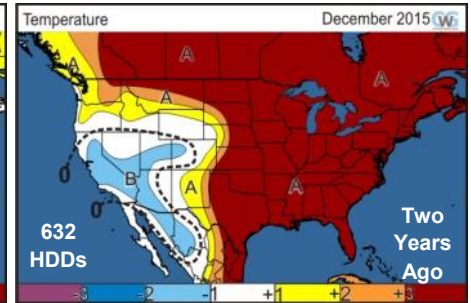 Temperature
December 2015
A
A
A
A
0
B
A
A
0
632
HDDs
Two
Years
Ago
-3 -2 -1 +1 +2 +3